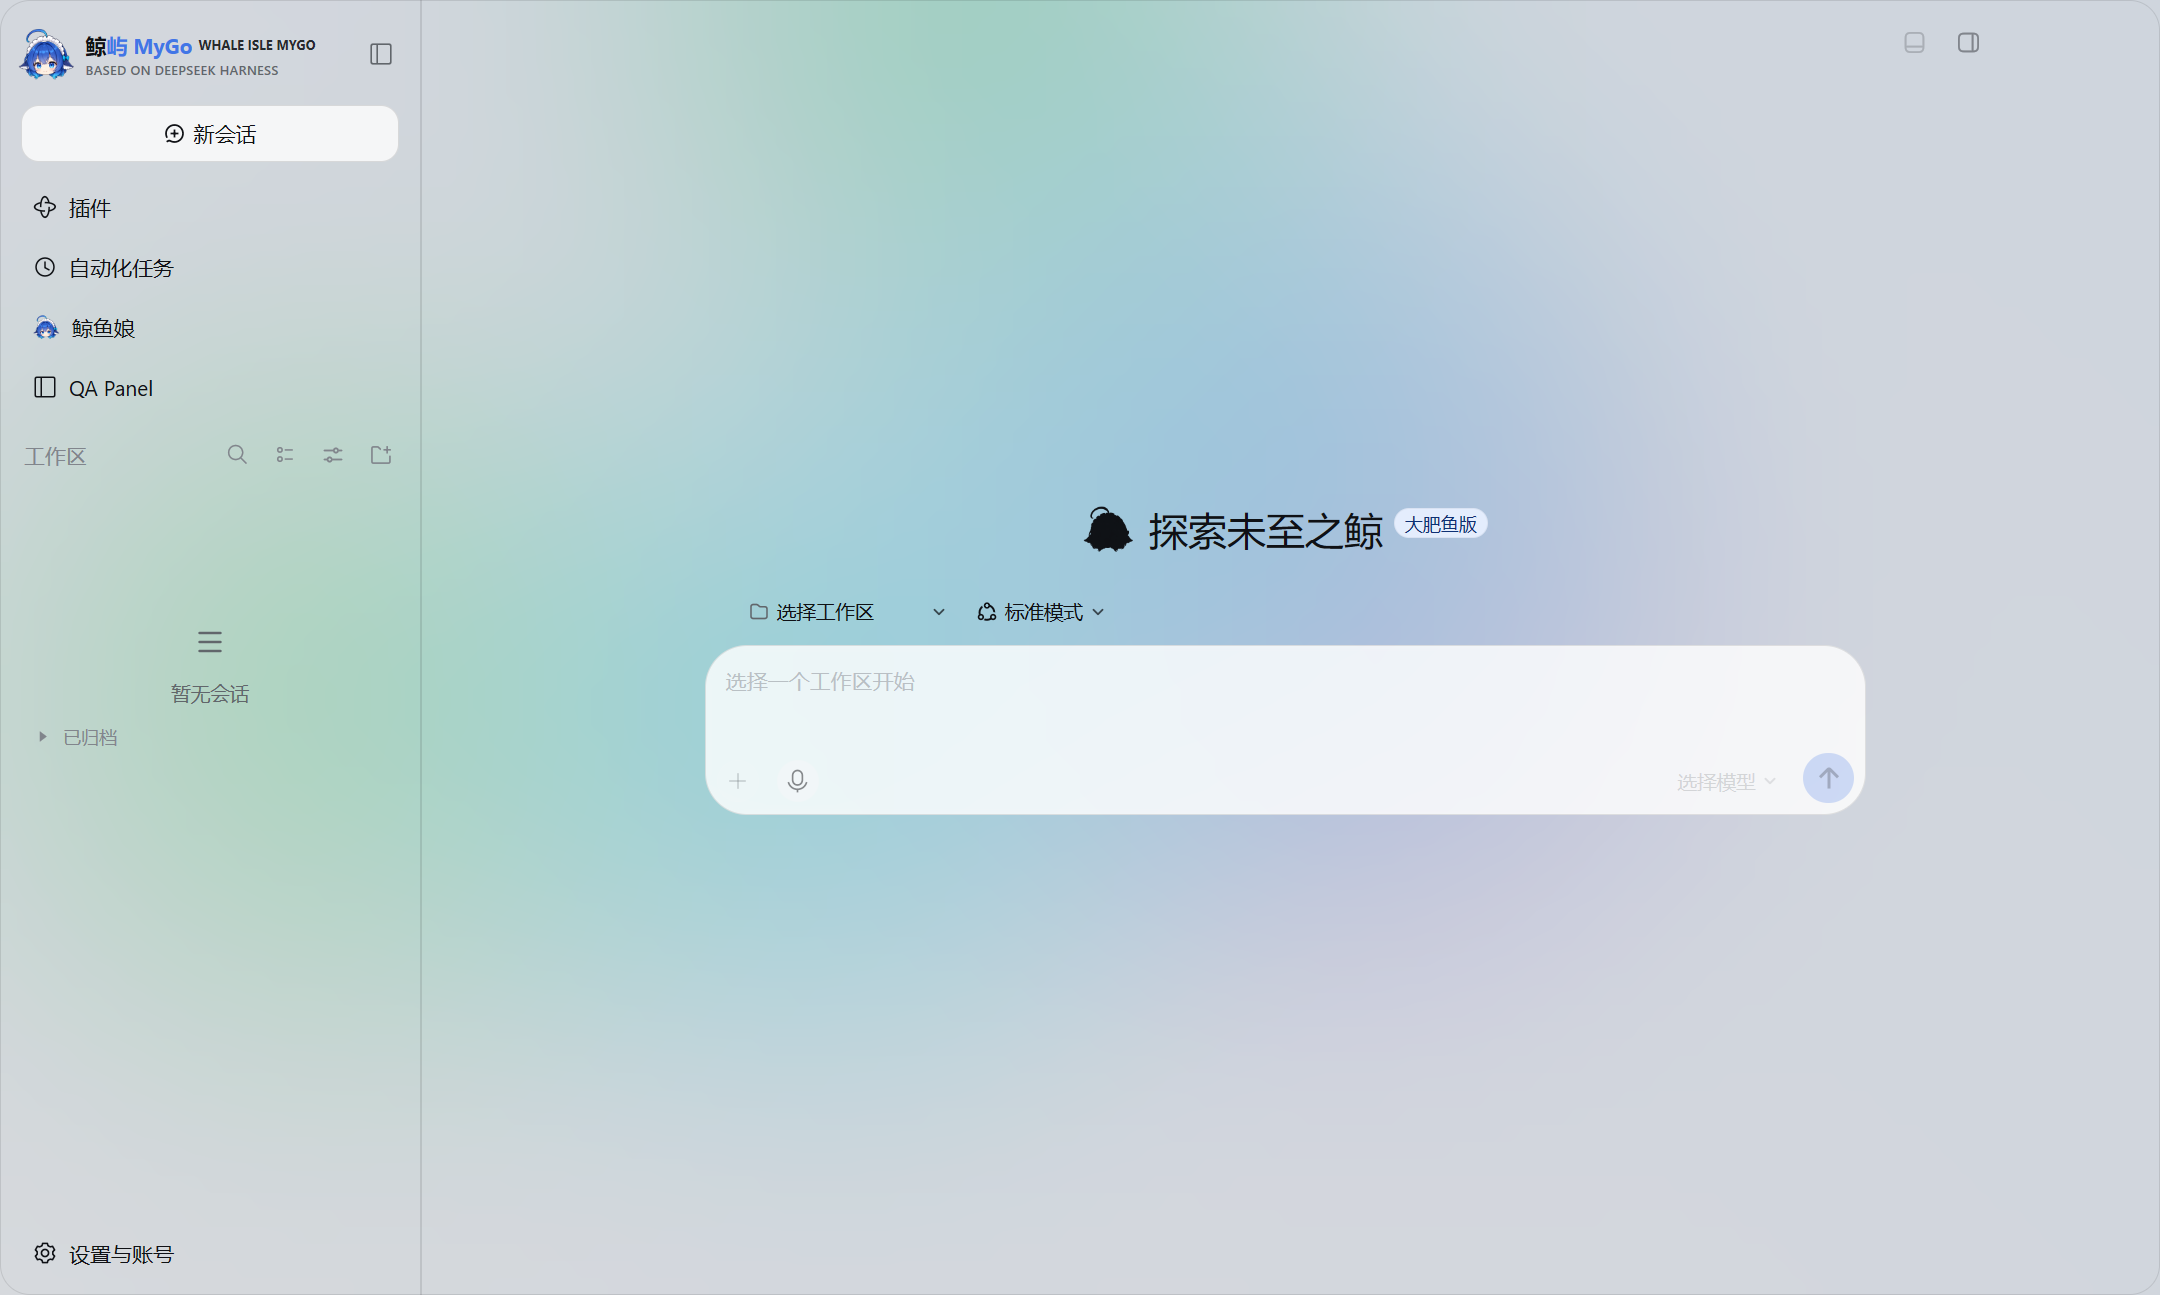 鲸屿 MyGo WHALE ISLE MYGO
BASED ON DEEPSEEK HARNESS
新会话
插件
自动化任务
鲸鱼娘
QA Panel
工作区
暂无会话
已归档
设置与账号
探索未至之鲸 大肥鱼版
选择工作区 标准模式
选择一个工作区开始
选择模型